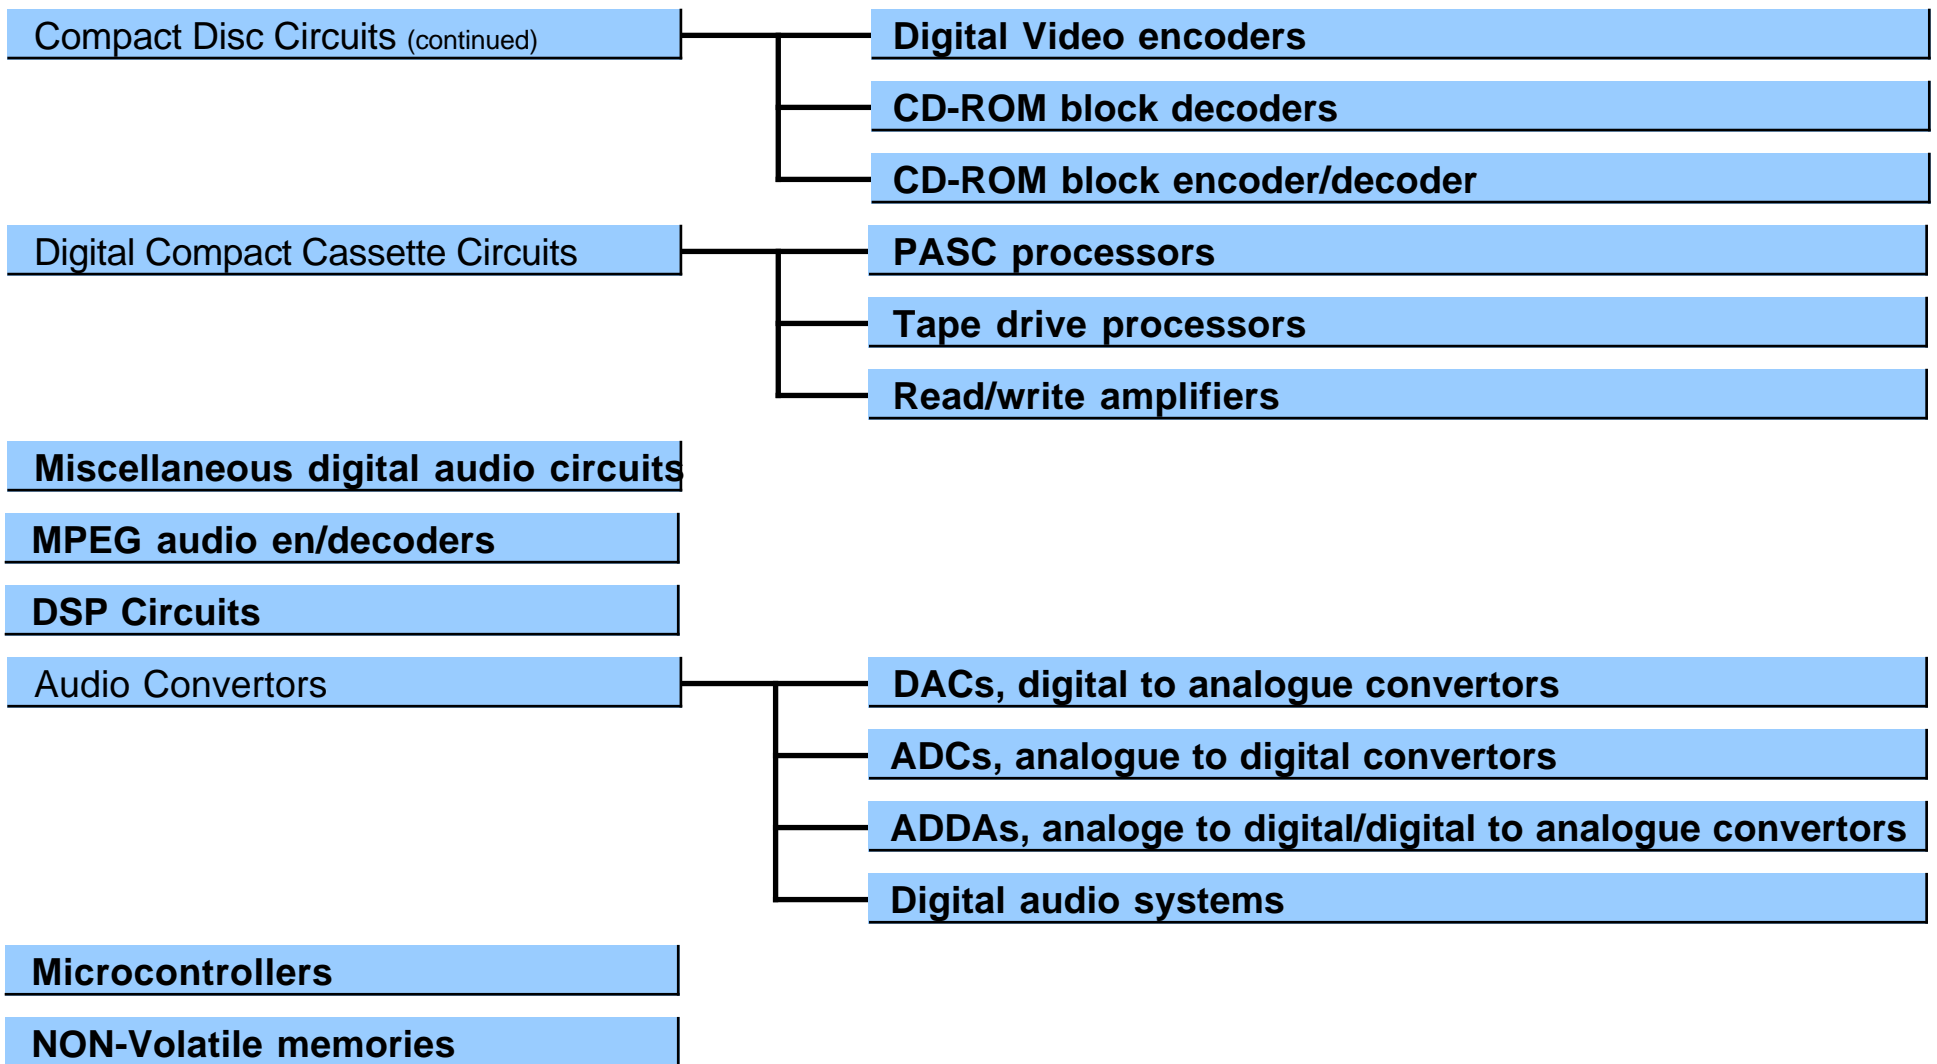 Compact Disc Circuits (continued)
Digital Video encoders
CD-ROM block decoders
CD-ROM block encoder/decoder
Digital Compact Cassette Circuits
PASC processors
Tape drive processors
Read/write amplifiers
Miscellaneous digital audio circuits
MPEG audio en/decoders
DSP Circuits
Audio Convertors
DACs, digital to analogue convertors
ADCs, analogue to digital convertors
ADDAs, analoge to digital/digital to analogue convertors
Digital audio systems
Microcontrollers
NON-Volatile memories